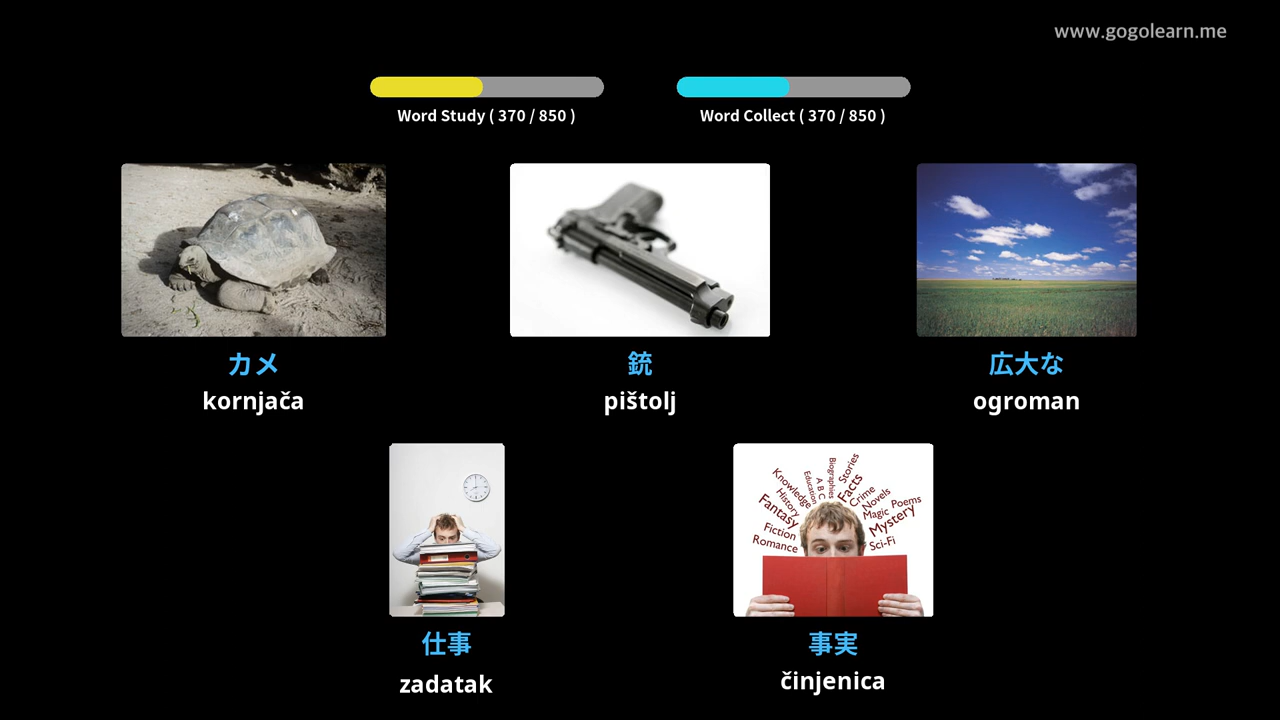 www.gogolearn.me
Word Study ( 370 / 850 )
Word Collect ( 370 / 850 )
カメ
kornjača
銃
pištolj
広大な
ogroman
Knowledge
History
Fantasy
Fiction
Romance
Education
A B C
Biographies
Stories
Facts
Crime
Novels
Magic
Poems
Mystery
Sci-Fi
仕事
zadatak
事実
činjenica